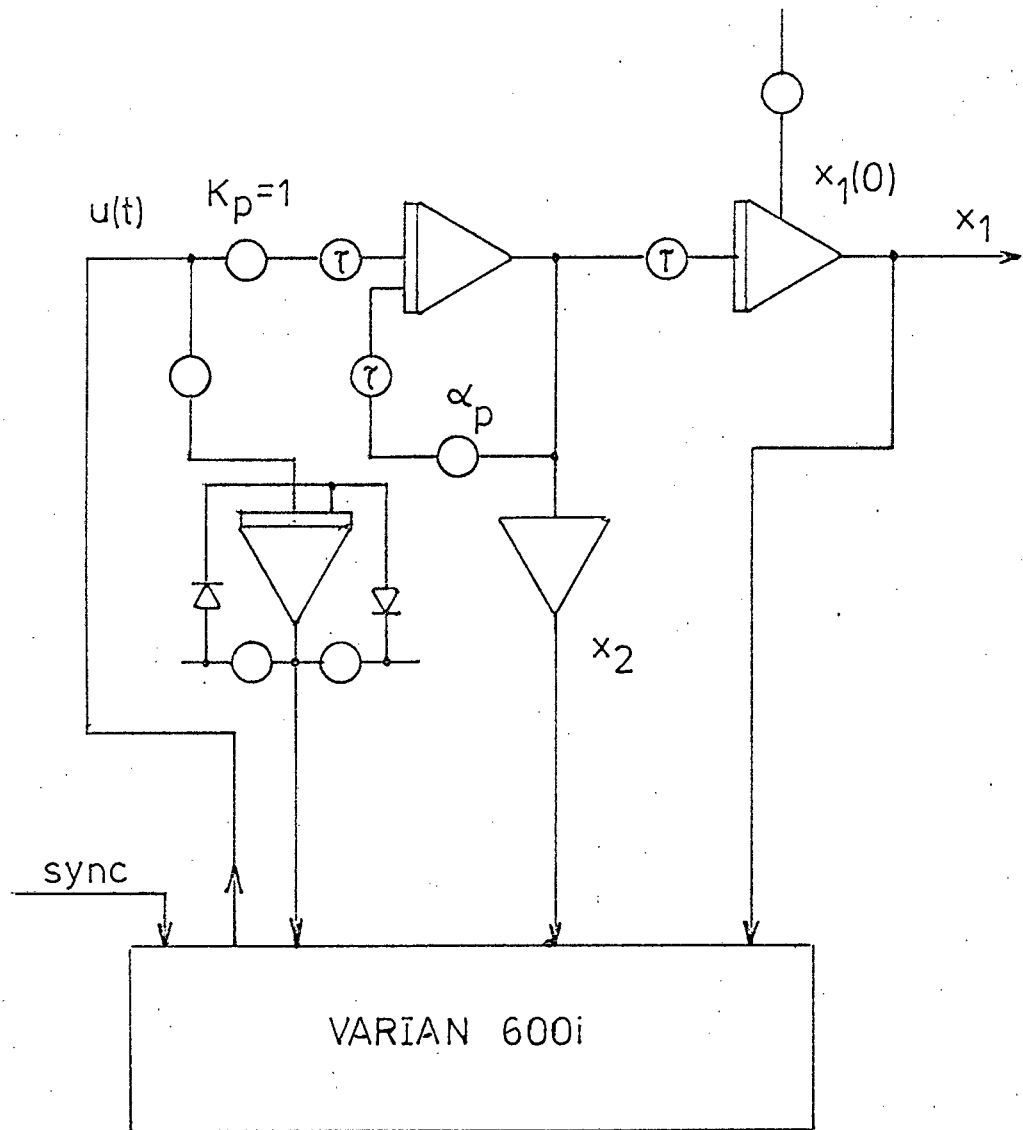 x₁(0)
Kₚ=1
u(t)
x₁
τ
τ
τ
αₚ
x₂
sync
VARIAN 600i